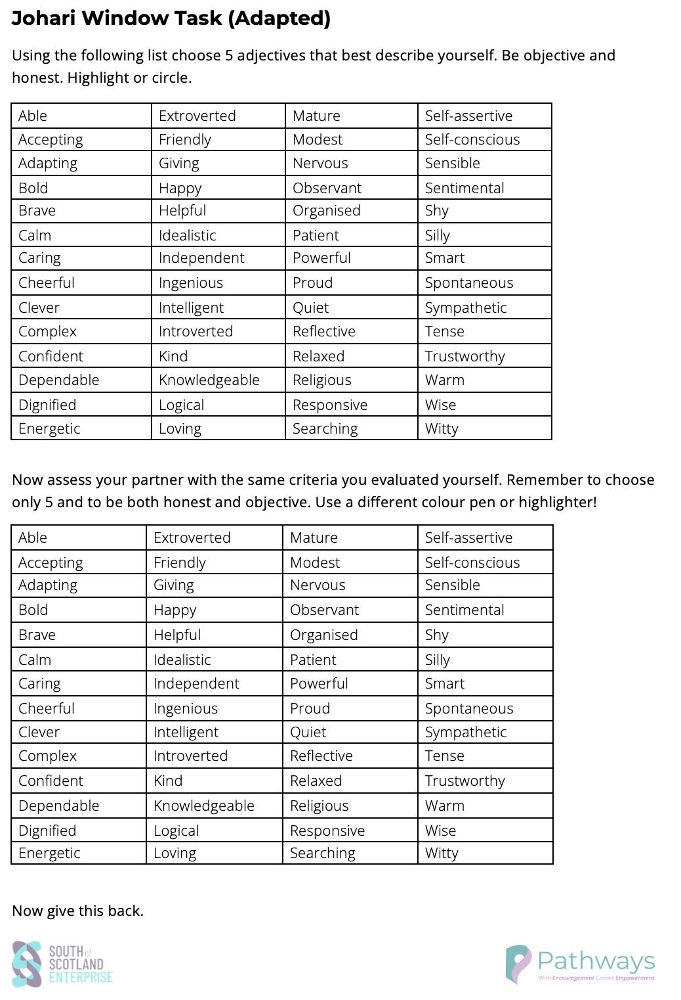 Johari Window Task (Adapted)
Using the following list choose 5 adjectives that best describe yourself. Be objective and
honest. Highlight or circle.
Able Extroverted Mature Self-assertive
Accepting Friendly Modest Self-conscious
Adapting Giving Nervous Sensible
Bold Happy Observant Sentimental
Brave Helpful Organised Shy
Calm Idealistic Patient Silly
Caring Independent Powerful Smart
Cheerful Ingenious Proud Spontaneous
Clever Intelligent Quiet Sympathetic
Complex Introverted Reflective Tense
Confident Kind Relaxed Trustworthy
Dependable Knowledgeable Religious Warm
Dignified Logical Responsive Wise
Energetic Loving Searching Witty
Now assess your partner with the same criteria you evaluated yourself. Remember to choose
only 5 and to be both honest and objective. Use a different colour pen or highlighter!
Able Extroverted Mature Self-assertive
Accepting Friendly Modest Self-conscious
Adapting Giving Nervous Sensible
Bold Happy Observant Sentimental
Brave Helpful Organised Shy
Calm Idealistic Patient Silly
Caring Independent Powerful Smart
Cheerful Ingenious Proud Spontaneous
Clever Intelligent Quiet Sympathetic
Complex Introverted Reflective Tense
Confident Kind Relaxed Trustworthy
Dependable Knowledgeable Religious Warm
Dignified Logical Responsive Wise
Energetic Loving Searching Witty
Now give this back.
SOUTH of
SCOTLAND
ENTERPRISE
Pathways
With Encouragement Comes Empowerment